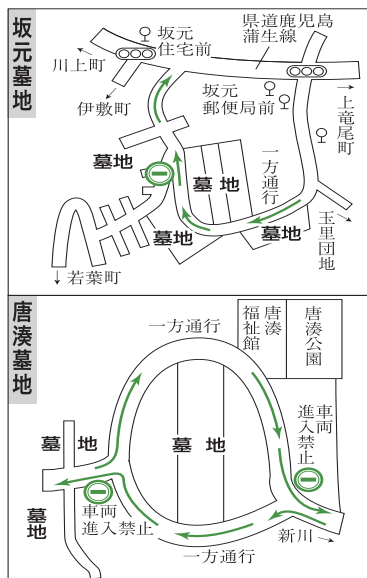 坂元墓地
坂元
住宅前
県道鹿児島
蒲生線
川上町
伊敷町
坂元
郵便局前
上竜尾町
墓地
墓地
一方通行
墓地
墓地
玉里団地
若葉町
唐湊墓地
一方通行
唐湊
福祉館
唐湊公園
車両
進入禁止
墓地
墓地
墓地
車両
進入禁止
新川
一方通行